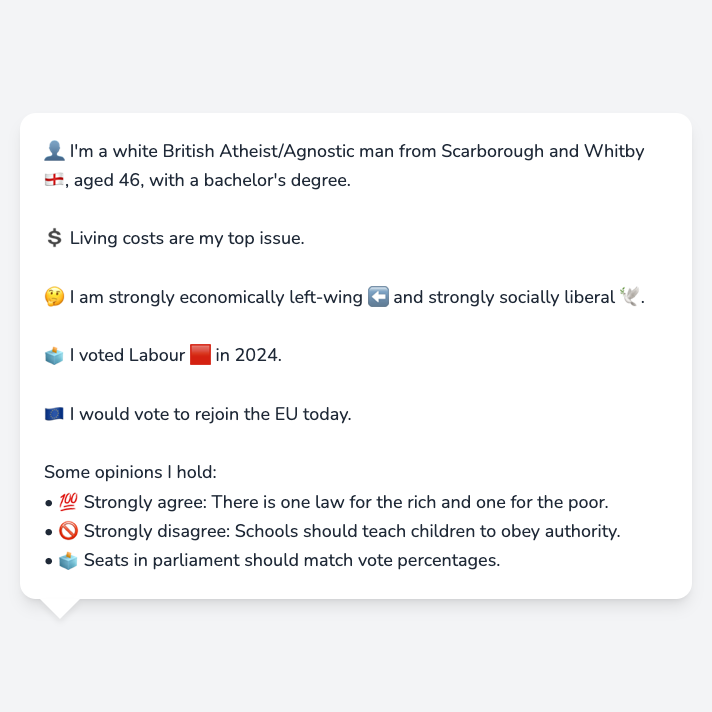 👤 I'm a white British Atheist/Agnostic man from Scarborough and Whitby
🏴󠁧󠁢󠁥󠁮󠁧󠁿, aged 46, with a bachelor's degree.
💲 Living costs are my top issue.
🤔 I am strongly economically left-wing ⬅️ and strongly socially liberal 🕊️.
🗳️ I voted Labour 🟥 in 2024.
🇪🇺 I would vote to rejoin the EU today.
Some opinions I hold:
• 💯 Strongly agree: There is one law for the rich and one for the poor.
• 🚫 Strongly disagree: Schools should teach children to obey authority.
• 🗳️ Seats in parliament should match vote percentages.